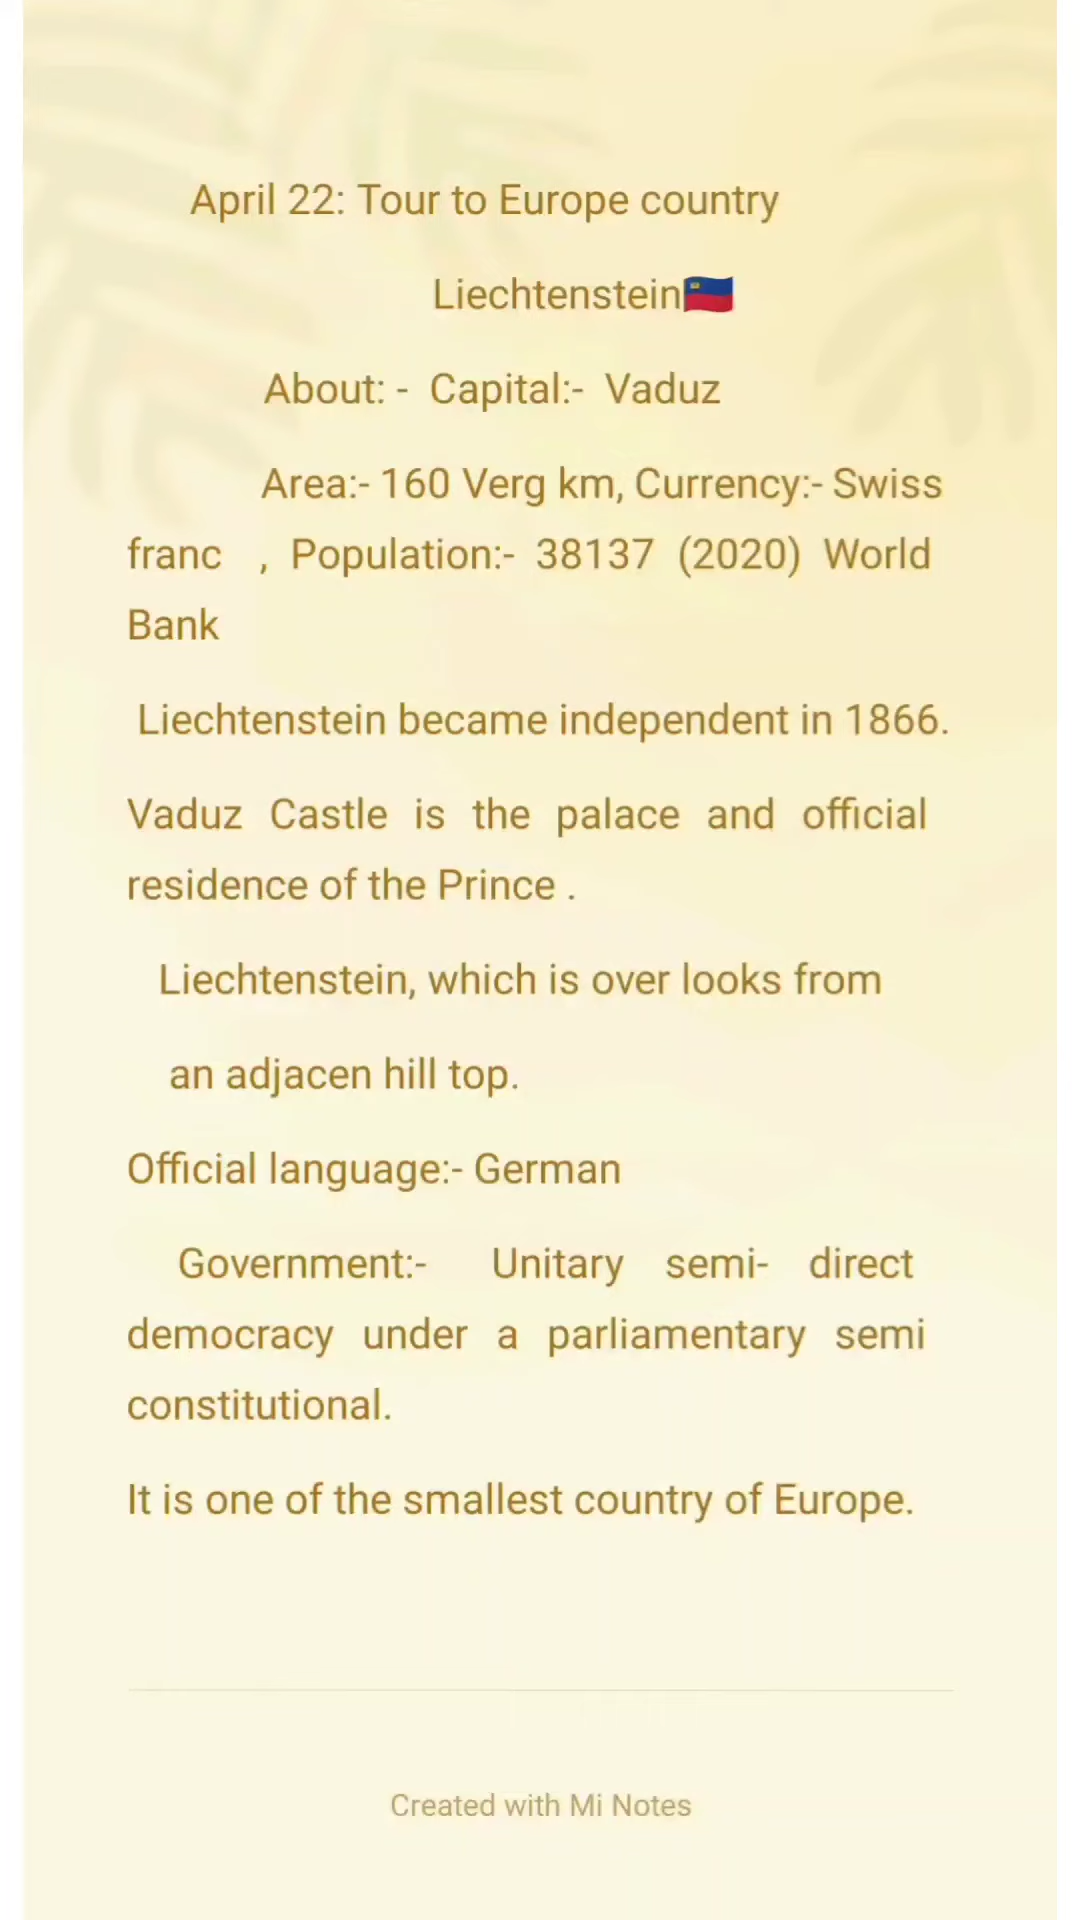 April 22: Tour to Europe country
Liechtenstein🇱🇮
About: - Capital:- Vaduz
Area:- 160 Verg km, Currency:- Swiss
franc , Population:- 38137 (2020) World
Bank
Liechtenstein became independent in 1866.
Vaduz Castle is the palace and official
residence of the Prince .
Liechtenstein, which is over looks from
an adjacen hill top.
Official language:- German
Government:- Unitary semi- direct
democracy under a parliamentary semi
constitutional.
It is one of the smallest country of Europe.
Created with Mi Notes